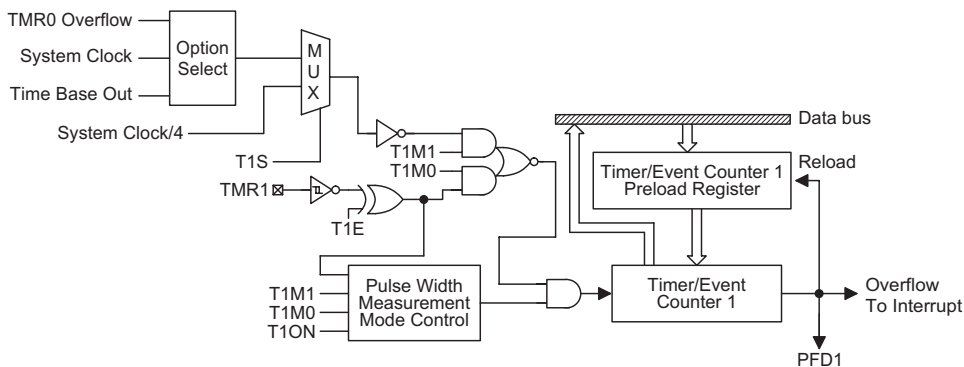 TMR0 Overflow
System Clock
Time Base Out
Option
Select
M
U
X
System Clock/4
T1S
T1M1
T1M0
TMR1
T1E
Data bus
Timer/Event Counter 1
Preload Register
Reload
T1M1
T1M0
T1ON
Pulse Width
Measurement
Mode Control
Timer/Event
Counter 1
Overflow
To Interrupt
PFD1